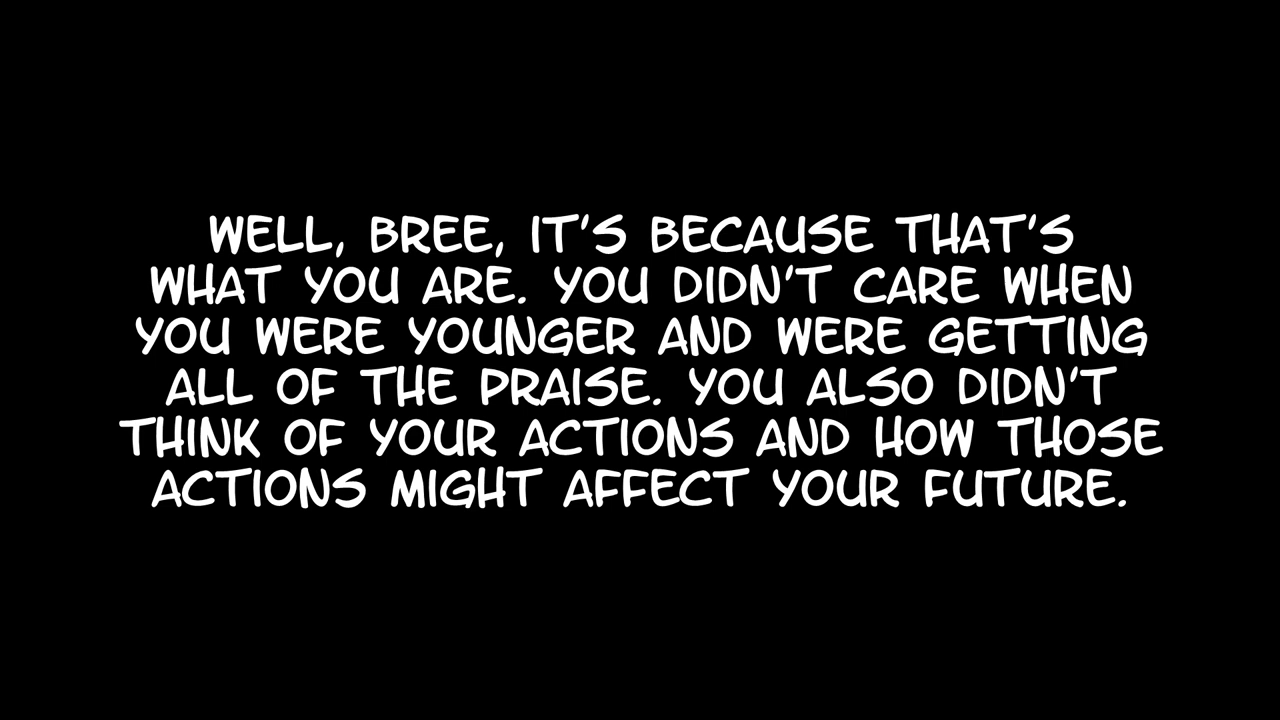 WELL, BREE, IT'S BECAUSE THAT'S
WHAT YOU ARE. YOU DIDN'T CARE WHEN
YOU WERE YOUNGER AND WERE GETTING
ALL OF THE PRAISE. YOU ALSO DIDN'T
THINK OF YOUR ACTIONS AND HOW THOSE
ACTIONS MIGHT AFFECT YOUR FUTURE.